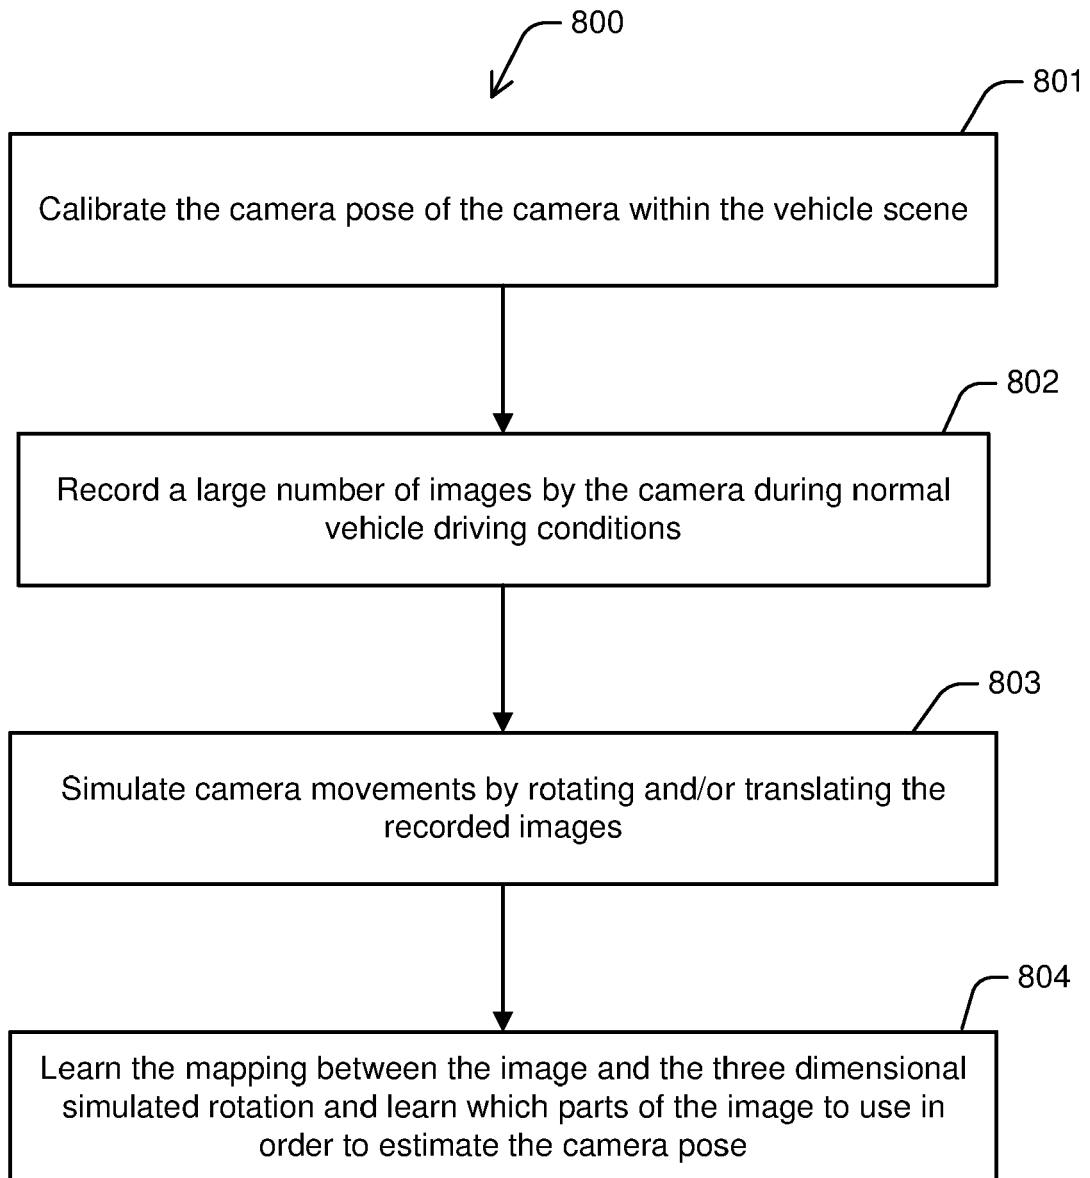 800
801
Calibrate the camera pose of the camera within the vehicle scene
802
Record a large number of images by the camera during normal
vehicle driving conditions
803
Simulate camera movements by rotating and/or translating the
recorded images
804
Learn the mapping between the image and the three dimensional
simulated rotation and learn which parts of the image to use in
order to estimate the camera pose